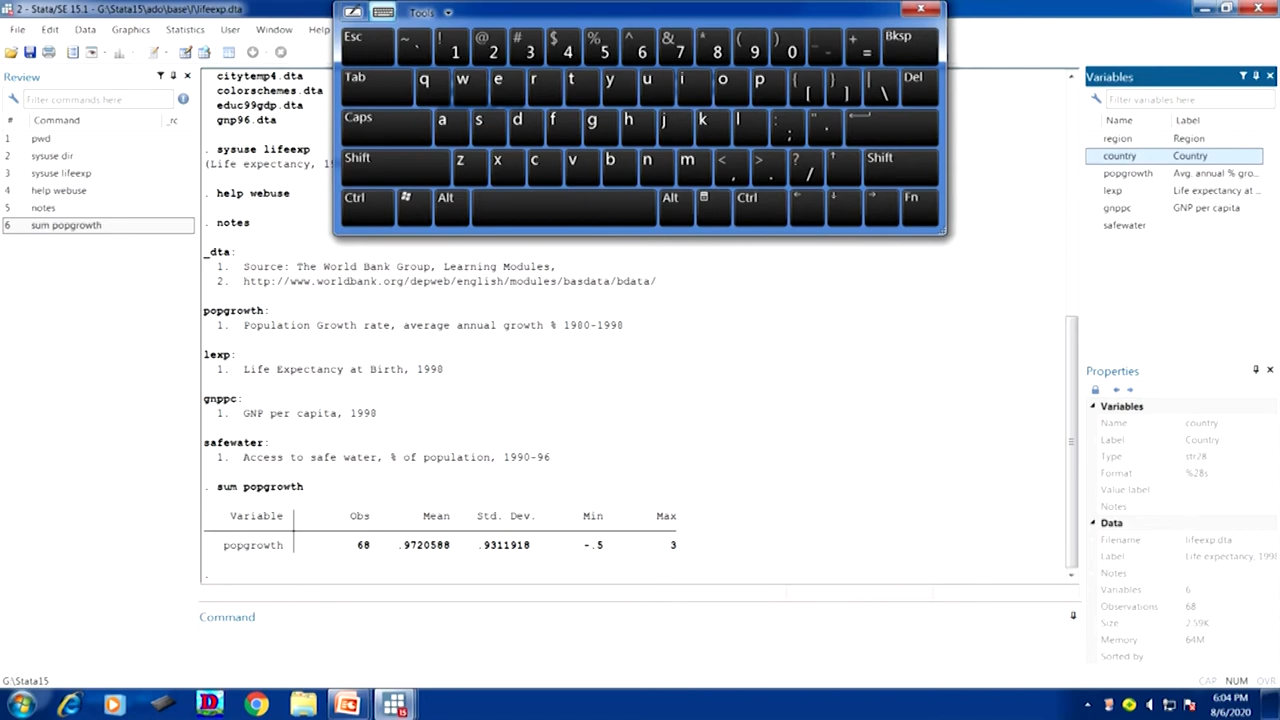 2 - Stata/SE 15.1 - G:\Stata15\ado\base\l\lifeexp.dta
File Edit Data Graphics Statistics User Window Help
Tools
Esc ~ ` ! 1 @ 2 # 3 $ 4 % 5 ^ 6 & 7 * 8 ( 9 ) 0 _ - + = Bksp
Tab q w e r t y u i o p { [ } ] | \ Del
Caps a s d f g h j k l : ; " '
Shift z x c v b n m < , > . ? / ↑ Shift
Ctrl Alt Alt Ctrl ← ↓ → Fn
Review
Filter commands here
# Command _rc
1 pwd
2 sysuse dir
3 sysuse lifeexp
4 help webuse
5 notes
6 sum popgrowth
citytemp4.dta
colorschemes.dta
educ99gdp.dta
gnp96.dta
. sysuse lifeexp
(Life expectancy, 19
. help webuse
. notes
_dta:
1. Source: The World Bank Group, Learning Modules,
2. http://www.worldbank.org/depweb/english/modules/basdata/bdata/
popgrowth:
1. Population Growth rate, average annual growth % 1980-1998
lexp:
1. Life Expectancy at Birth, 1998
gnppc:
1. GNP per capita, 1998
safewater:
1. Access to safe water, % of population, 1990-96
. sum popgrowth
Variable Obs Mean Std. Dev. Min Max
popgrowth 68 .9720588 .9311918 -.5 3
.
Command
Variables
Filter variables here
Name Label
region Region
country Country
popgrowth Avg. annual % gro...
lexp Life expectancy at ...
gnppc GNP per capita
safewater
Properties
Variables
Name country
Label Country
Type str28
Format %28s
Value label
Notes
Data
Filename lifeexp.dta
Label Life expectancy, 1998
Notes
Variables 6
Observations 68
Size 2.59K
Memory 64M
Sorted by
G:\Stata15
CAP NUM OVR
6:04 PM
8/6/2020